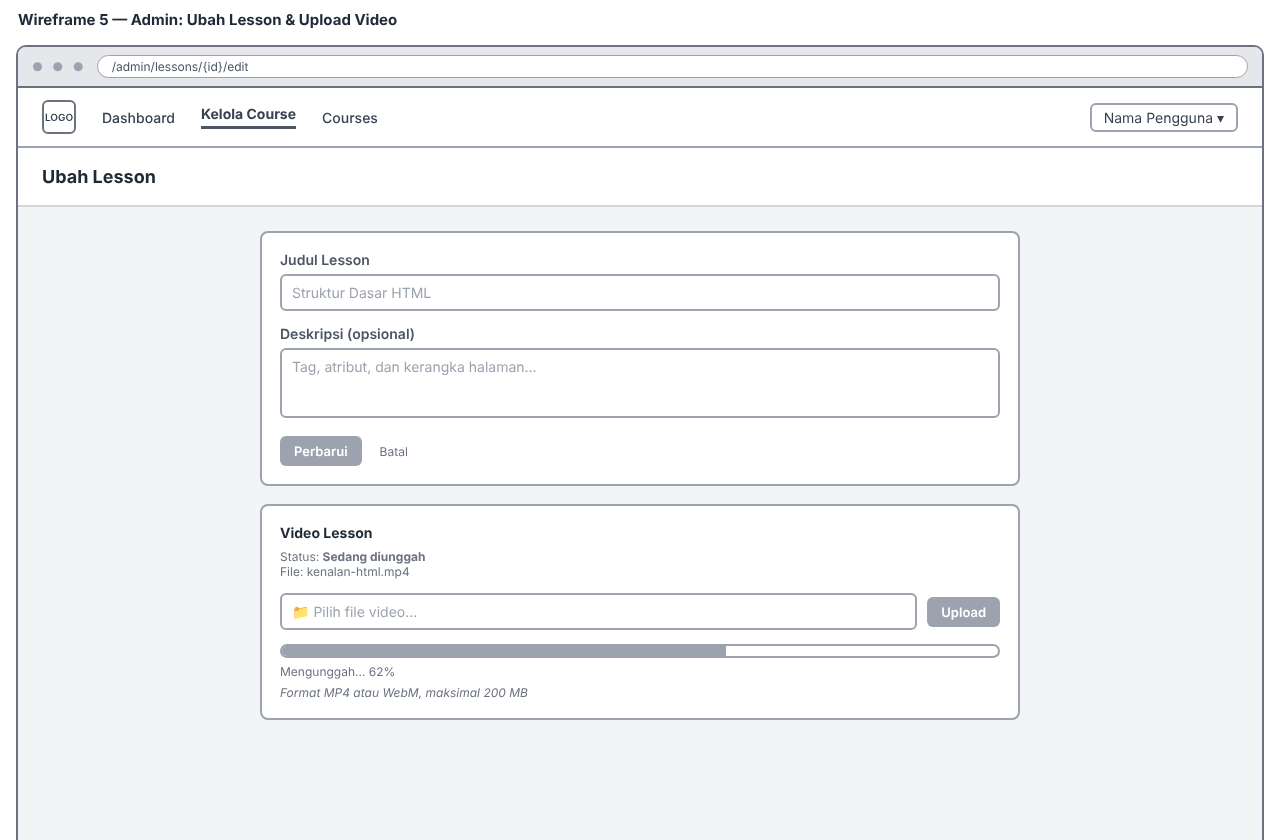 Wireframe 5 — Admin: Ubah Lesson & Upload Video
/admin/lessons/{id}/edit
LOGO Dashboard Kelola Course Courses Nama Pengguna ▾
Ubah Lesson
Judul Lesson
Struktur Dasar HTML
Deskripsi (opsional)
Tag, atribut, dan kerangka halaman...
Perbarui Batal
Video Lesson
Status: Sedang diunggah
File: kenalan-html.mp4
📁 Pilih file video... Upload
Mengunggah... 62%
Format MP4 atau WebM, maksimal 200 MB